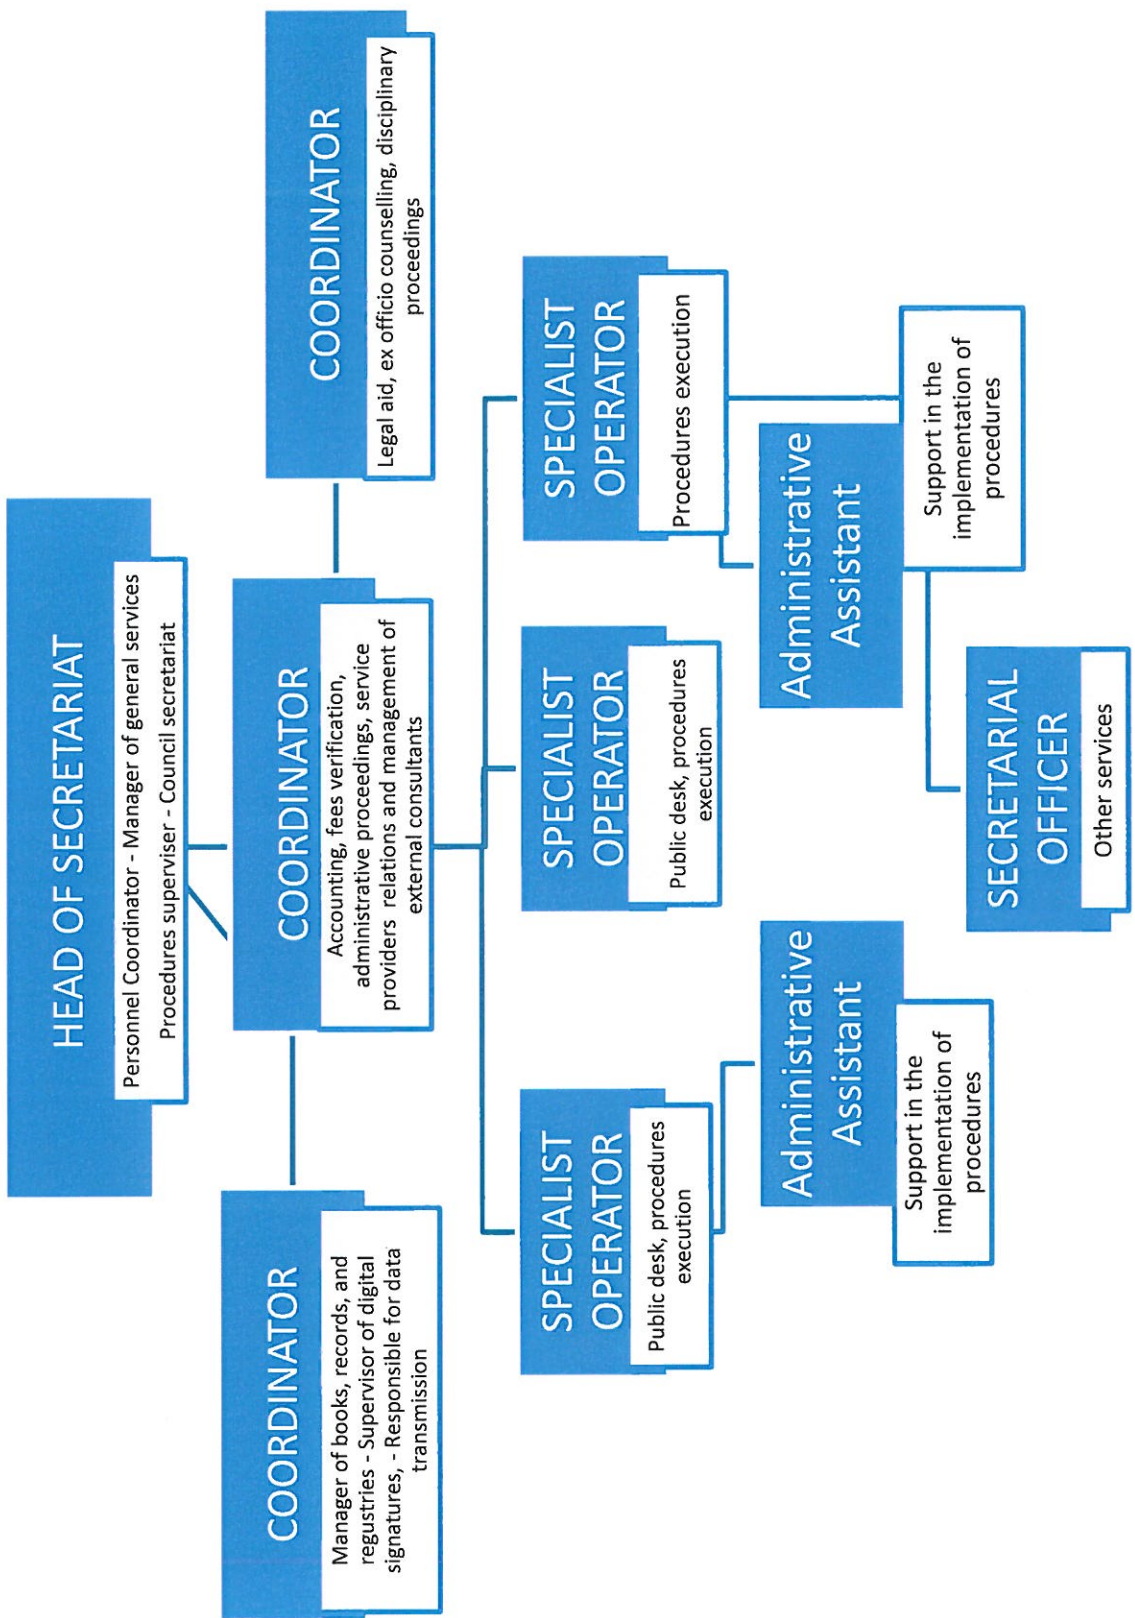 HEAD OF SECRETARIAT
Personnel Coordinator - Manager of general services
Procedures superviser - Council secretariat
COORDINATOR
Manager of books, records, and
regustries - Supervisor of digital
signatures, - Responsible for data
transmission
COORDINATOR
Accounting, fees verification,
administrative proceedings, service
providers relations and management of
external consultants
COORDINATOR
Legal aid, ex officio counselling, disciplinary
proceedings
SPECIALIST
OPERATOR
Public desk, procedures
execution
SPECIALIST
OPERATOR
Public desk, procedures
execution
SPECIALIST
OPERATOR
Procedures execution
Administrative
Assistant
Support in the
implementation of
procedures
Administrative
Assistant
Support in the
implementation of
procedures
SECRETARIAL
OFFICER
Other services